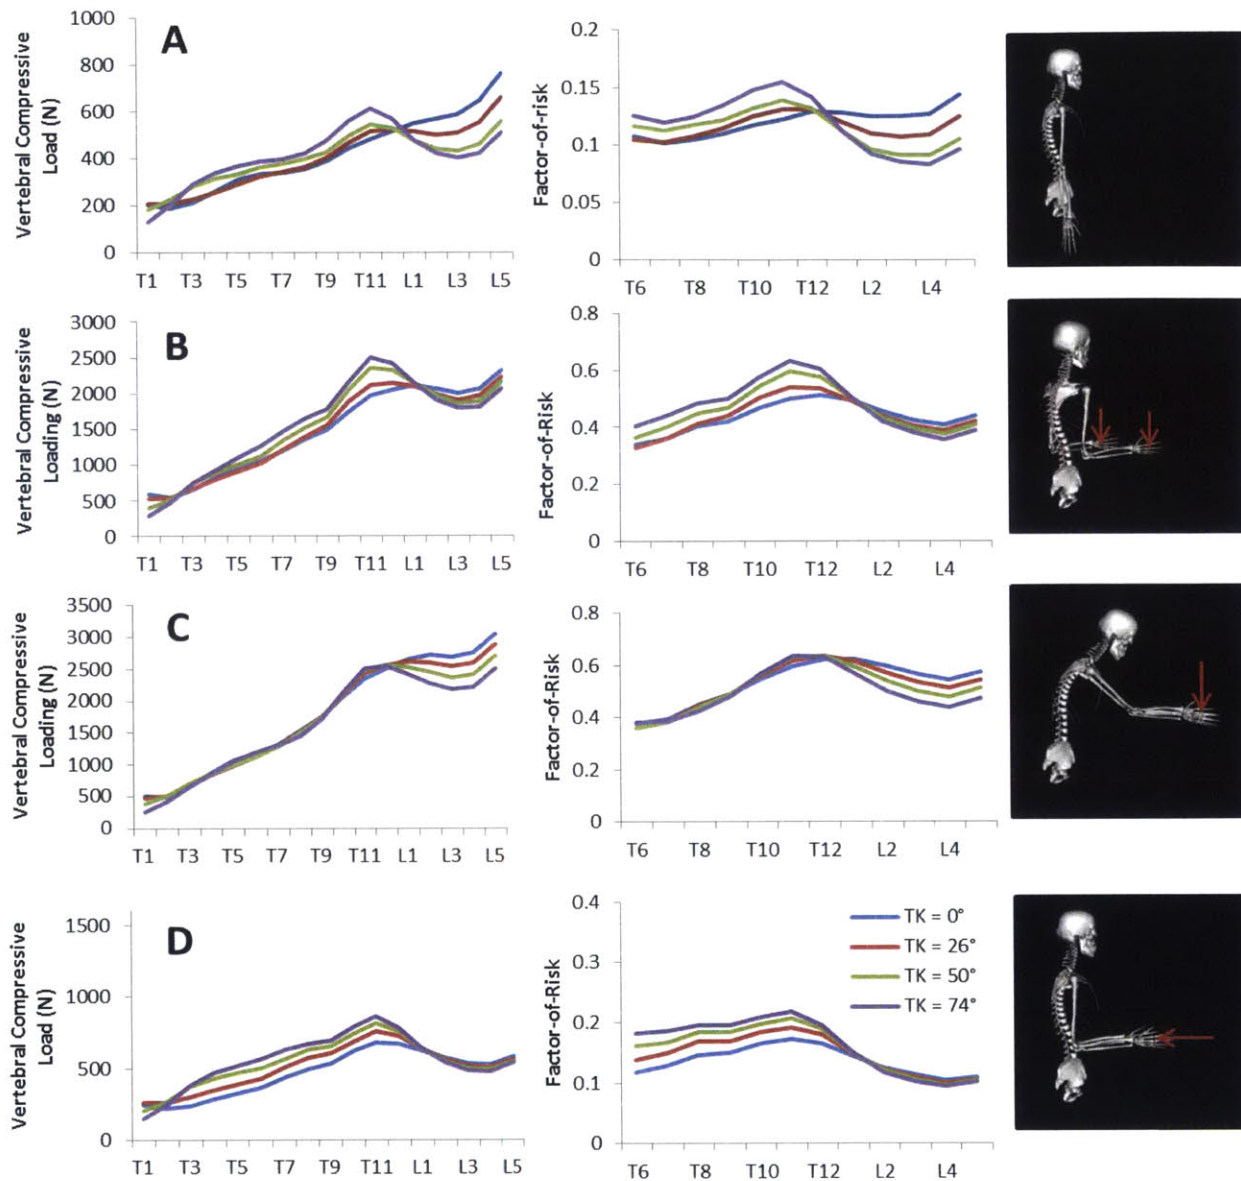 A
Vertebral Compressive
Load (N)
1000
800
600
400
200
0
T1 T3 T5 T7 T9 T11 L1 L3 L5
Factor-of-risk
0.2
0.15
0.1
0.05
0
T6 T8 T10 T12 L2 L4
B
Vertebral Compressive
Loading (N)
3000
2500
2000
1500
1000
500
0
T1 T3 T5 T7 T9 T11 L1 L3 L5
Factor-of-Risk
0.8
0.6
0.4
0.2
0
T6 T8 T10 T12 L2 L4
C
Vertebral Compressive
Loading (N)
3500
3000
2500
2000
1500
1000
500
0
T1 T3 T5 T7 T9 T11 L1 L3 L5
Factor-of-Risk
0.8
0.6
0.4
0.2
0
T6 T8 T10 T12 L2 L4
D
Vertebral Compressive
Load (N)
1500
1000
500
0
T1 T3 T5 T7 T9 T11 L1 L3 L5
Factor-of-Risk
0.4
0.3
0.2
0.1
0
T6 T8 T10 T12 L2 L4
TK = 0°
TK = 26°
TK = 50°
TK = 74°